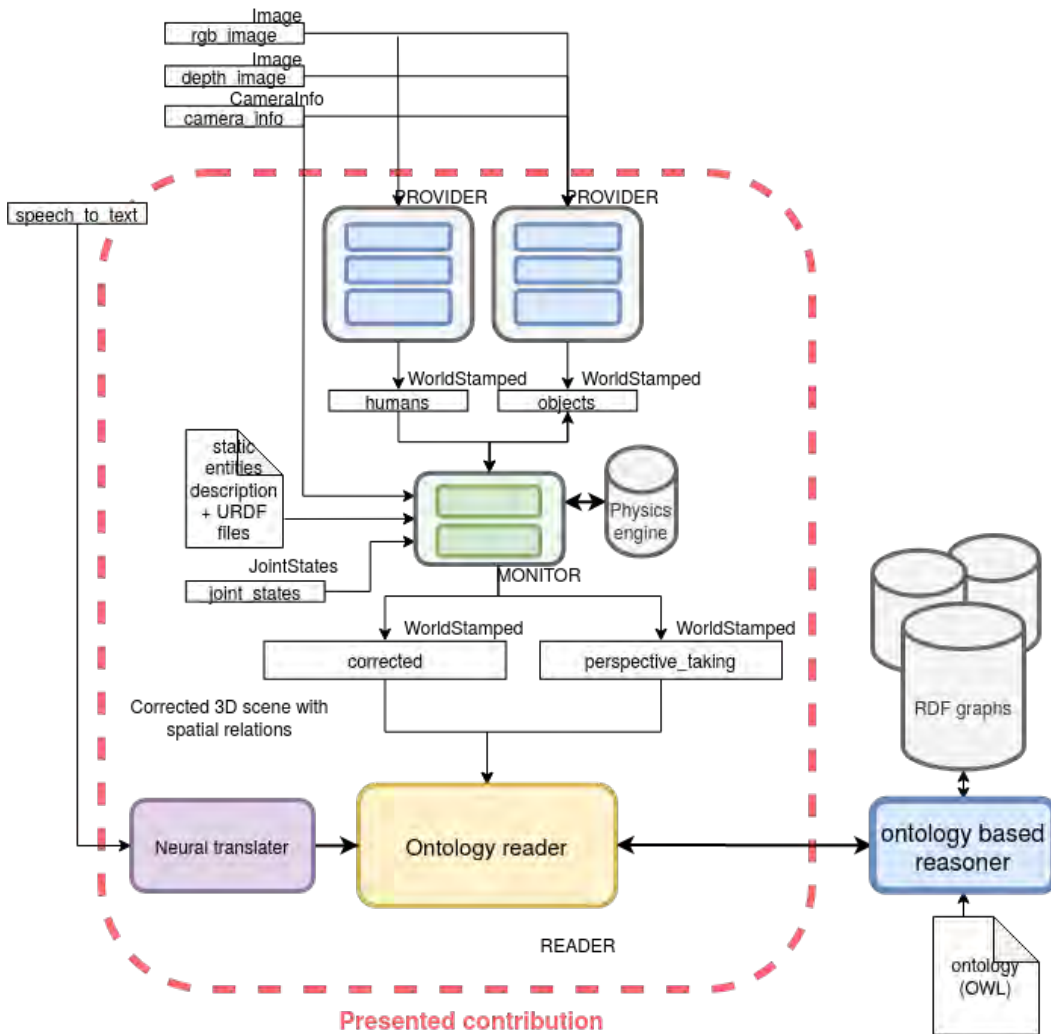 Image
rgb_image
Image
depth_image
CameraInfo
camera_info
speech_to_text
PROVIDER
PROVIDER
WorldStamped
humans
WorldStamped
objects
static
entities
description
+ URDF
files
Physics
engine
JointStates
joint_states
MONITOR
WorldStamped
corrected
WorldStamped
perspective_taking
Corrected 3D scene with
spatial relations
RDF graphs
Neural translater
Ontology reader
ontology based
reasoner
READER
ontology
(OWL)
Presented contribution